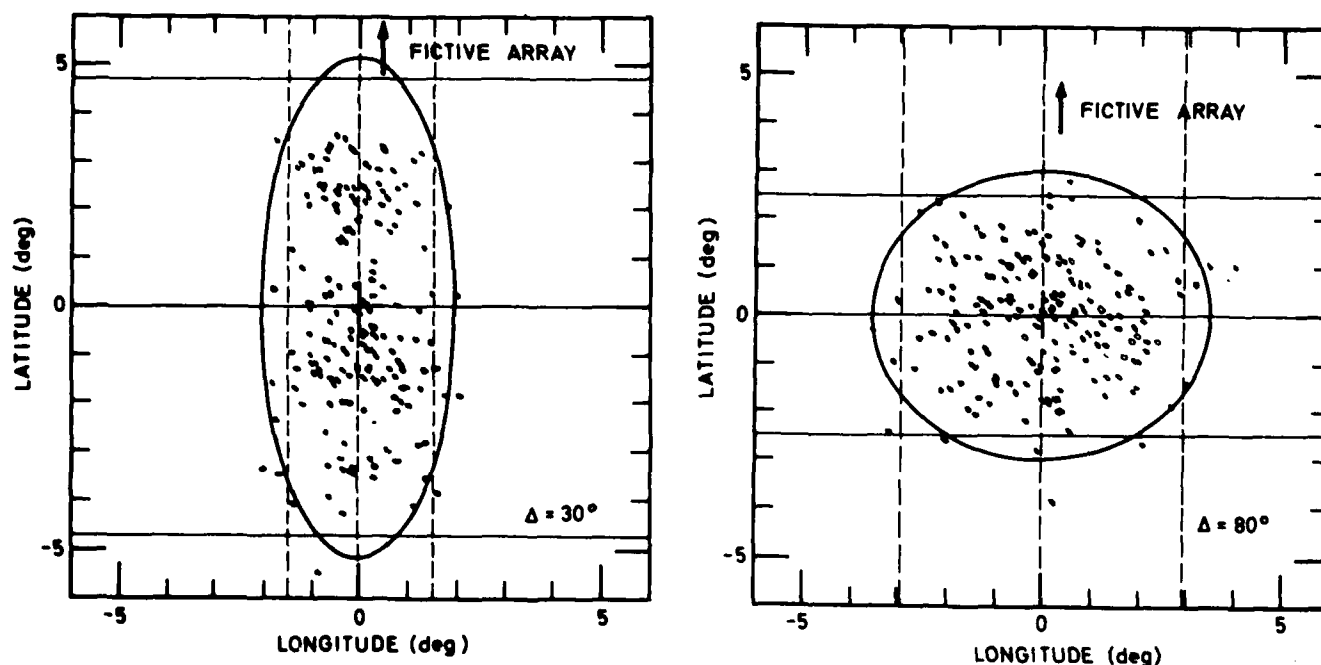 FICTIVE ARRAY
5
0
-5
LATITUDE (deg)
Δ = 30°
-5
0
5
LONGITUDE (deg)
FICTIVE ARRAY
5
0
-5
LATITUDE (deg)
Δ = 80°
-5
0
5
LONGITUDE (deg)